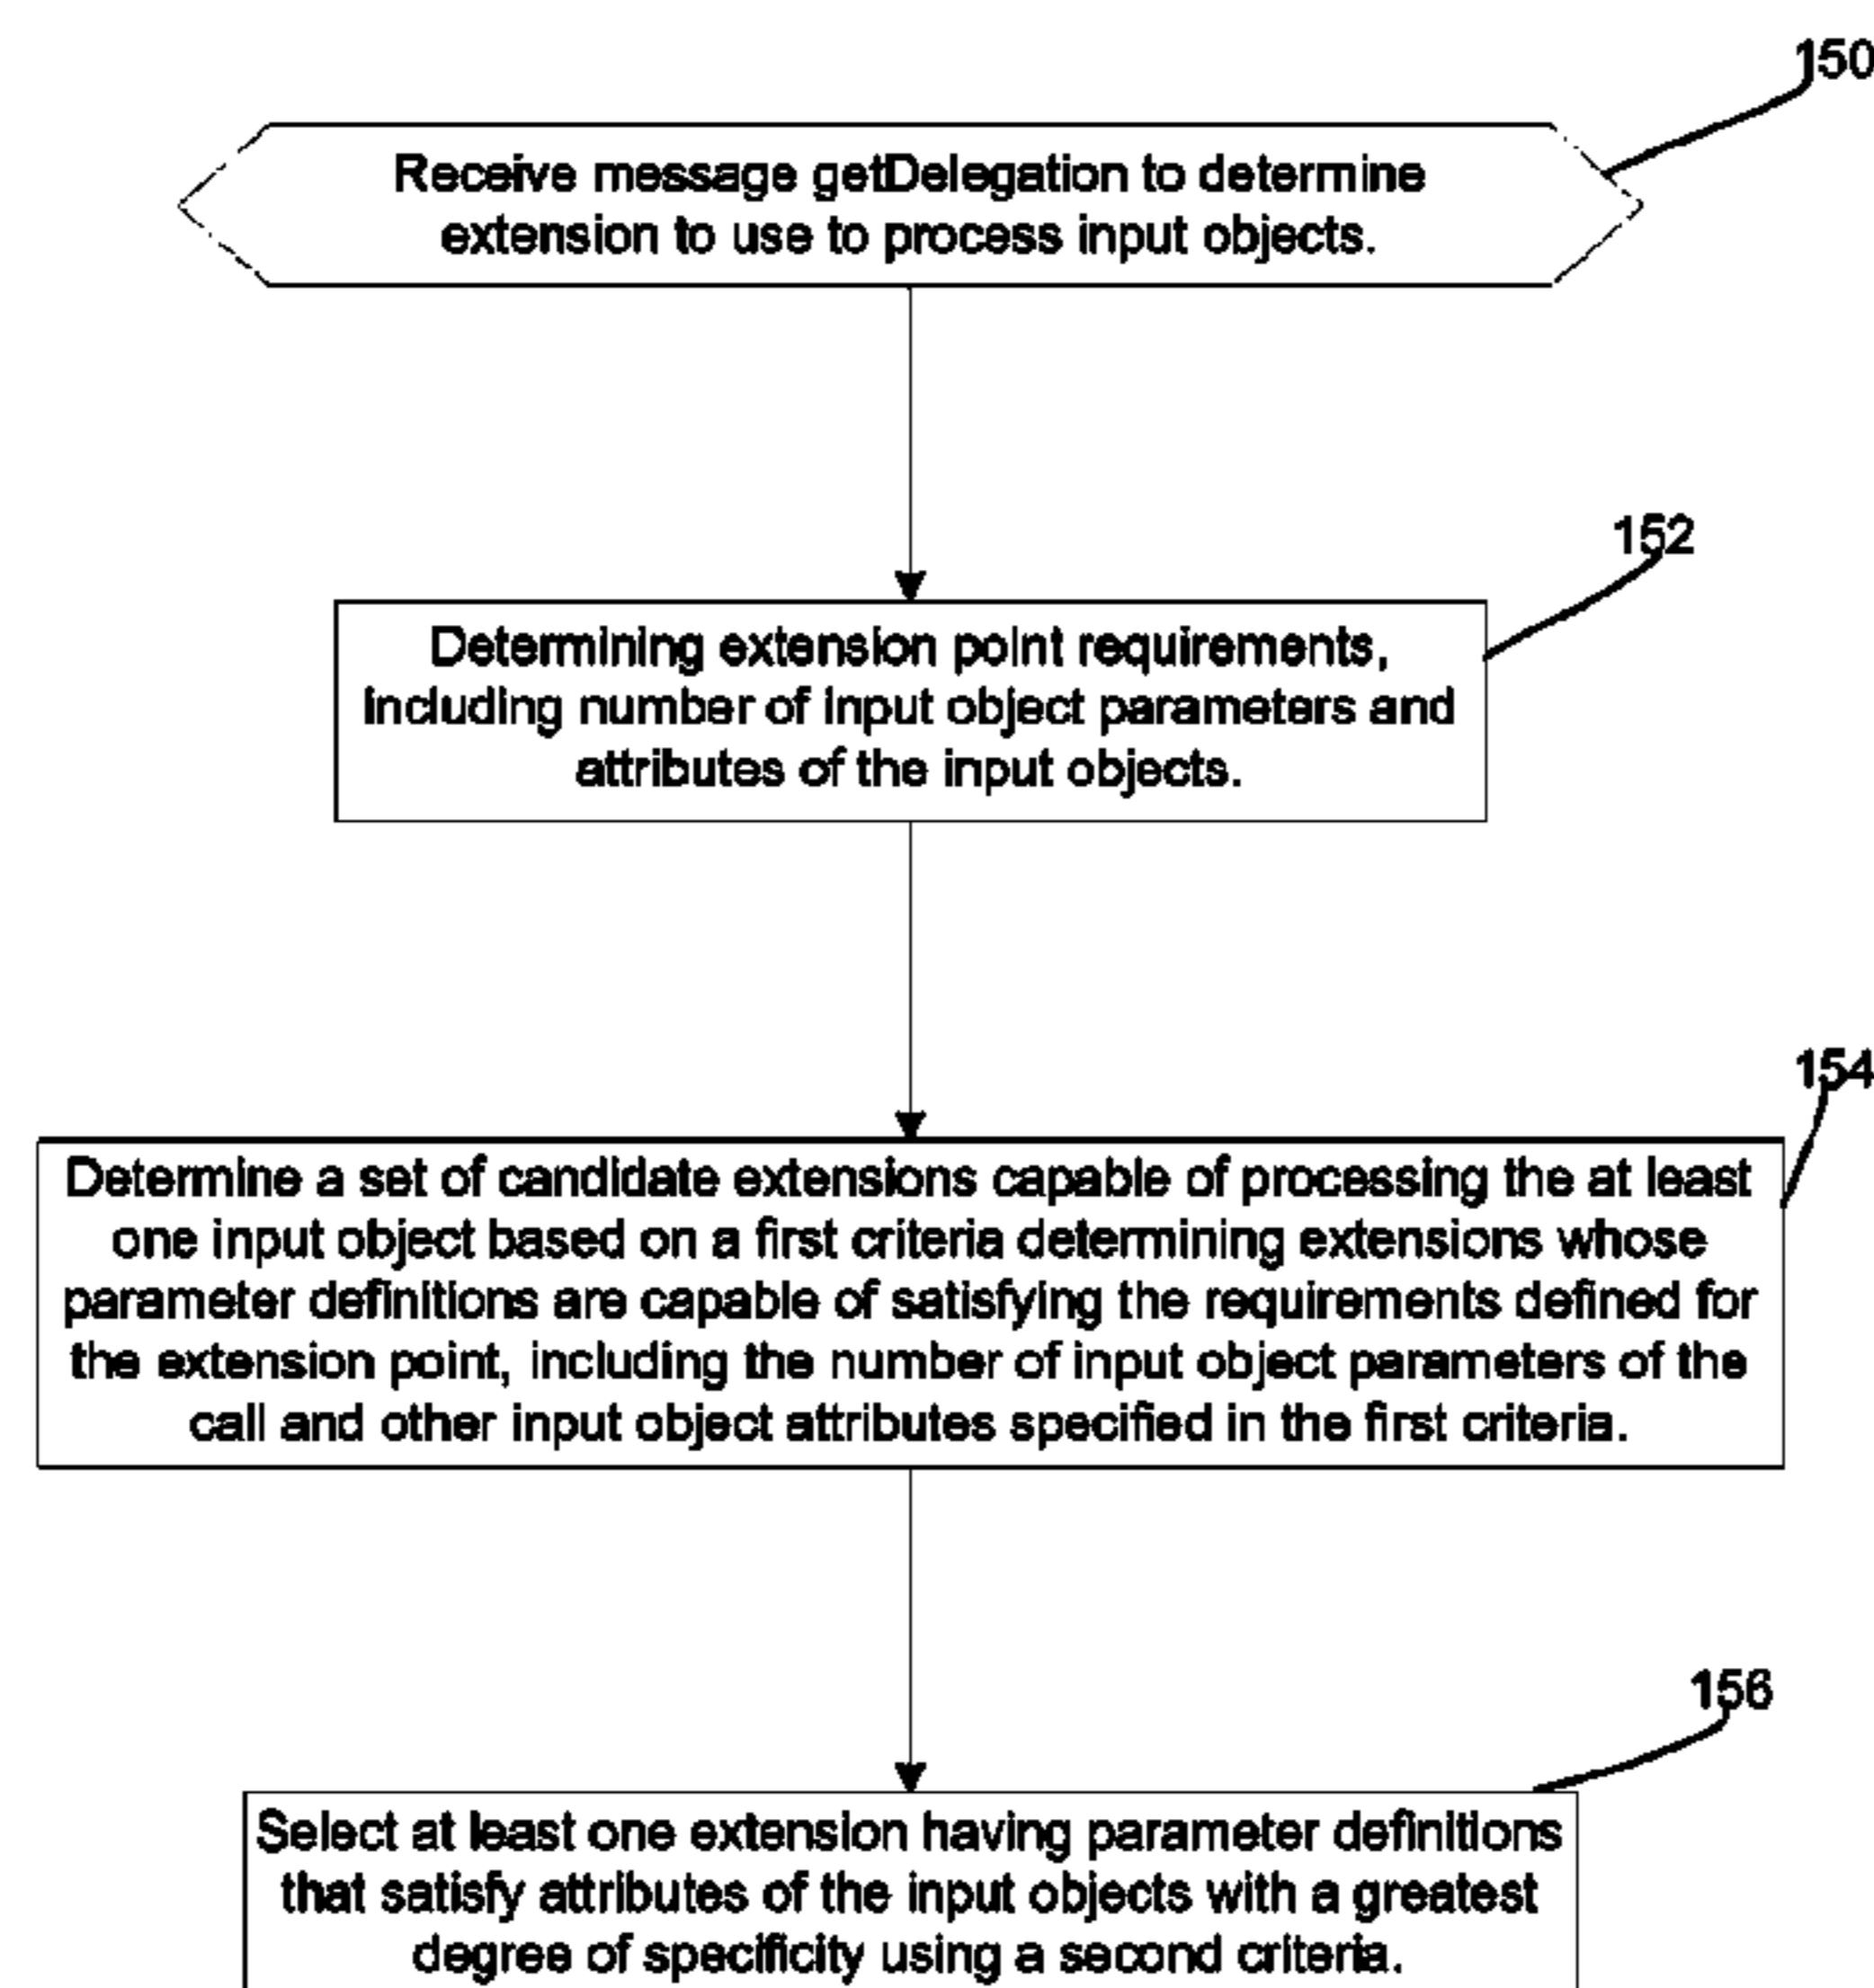 150
Receive message getDelegation to determine
extension to use to process input objects.
152
Determining extension point requirements,
including number of input object parameters and
attributes of the input objects.
154
Determine a set of candidate extensions capable of processing the at least
one input object based on a first criteria determining extensions whose
parameter definitions are capable of satisfying the requirements defined for
the extension point, including the number of input object parameters of the
call and other input object attributes specified in the first criteria.
156
Select at least one extension having parameter definitions
that satisfy attributes of the input objects with a greatest
degree of specificity using a second criteria.